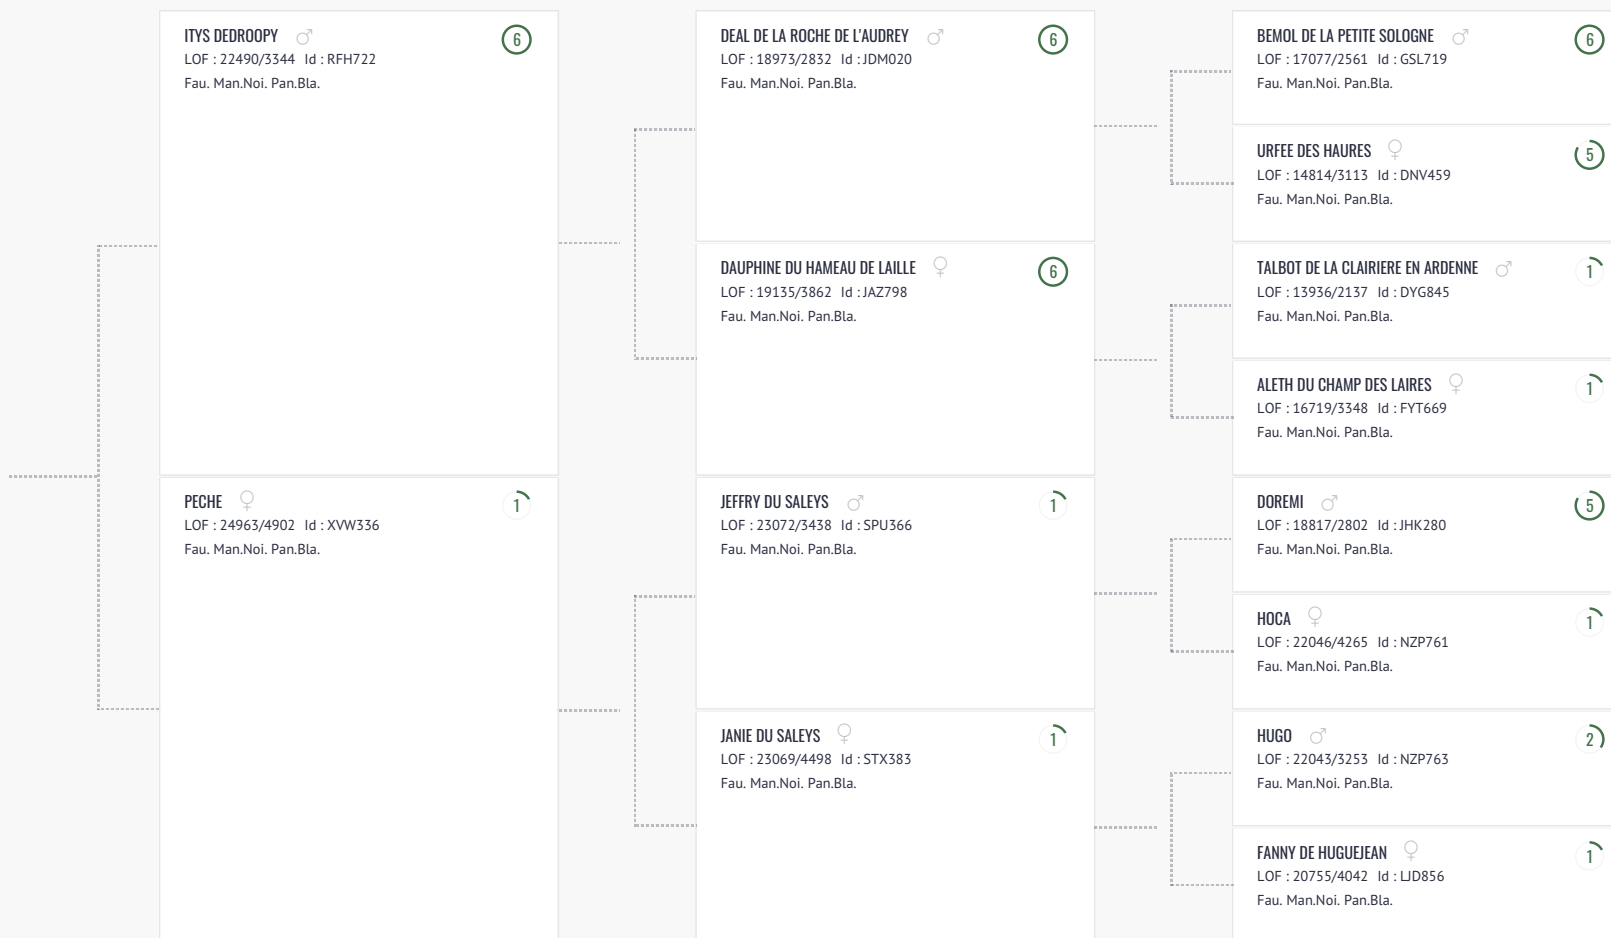 ITYS DEDROOPY
6
LOF : 22490/3344 Id : RFH722
Fau. Man.Noi. Pan.Bla.
PECHE
1
LOF : 24963/4902 Id : XVW336
Fau. Man.Noi. Pan.Bla.
DEAL DE LA ROCHE DE L'AUDREY
6
LOF : 18973/2832 Id : JDM020
Fau. Man.Noi. Pan.Bla.
DAUPHINE DU HAMEAU DE LAILLE
6
LOF : 19135/3862 Id : JAZ798
Fau. Man.Noi. Pan.Bla.
JEFFRY DU SALEYS
1
LOF : 23072/3438 Id : SPU366
Fau. Man.Noi. Pan.Bla.
JANIE DU SALEYS
1
LOF : 23069/4498 Id : STX383
Fau. Man.Noi. Pan.Bla.
BEMOL DE LA PETITE SOLOGNE
6
LOF : 17077/2561 Id : GSL719
Fau. Man.Noi. Pan.Bla.
URFEE DES HAURES
5
LOF : 14814/3113 Id : DNV459
Fau. Man.Noi. Pan.Bla.
TALBOT DE LA CLAIRIERE EN ARDENNE
1
LOF : 13936/2137 Id : DYG845
Fau. Man.Noi. Pan.Bla.
ALETH DU CHAMP DES LAIRES
1
LOF : 16719/3348 Id : FYT669
Fau. Man.Noi. Pan.Bla.
DOREMI
5
LOF : 18817/2802 Id : JHK280
Fau. Man.Noi. Pan.Bla.
HOCA
1
LOF : 22046/4265 Id : NZP761
Fau. Man.Noi. Pan.Bla.
HUGO
2
LOF : 22043/3253 Id : NZP763
Fau. Man.Noi. Pan.Bla.
FANNY DE HUGUEJEAN
1
LOF : 20755/4042 Id : LJD856
Fau. Man.Noi. Pan.Bla.